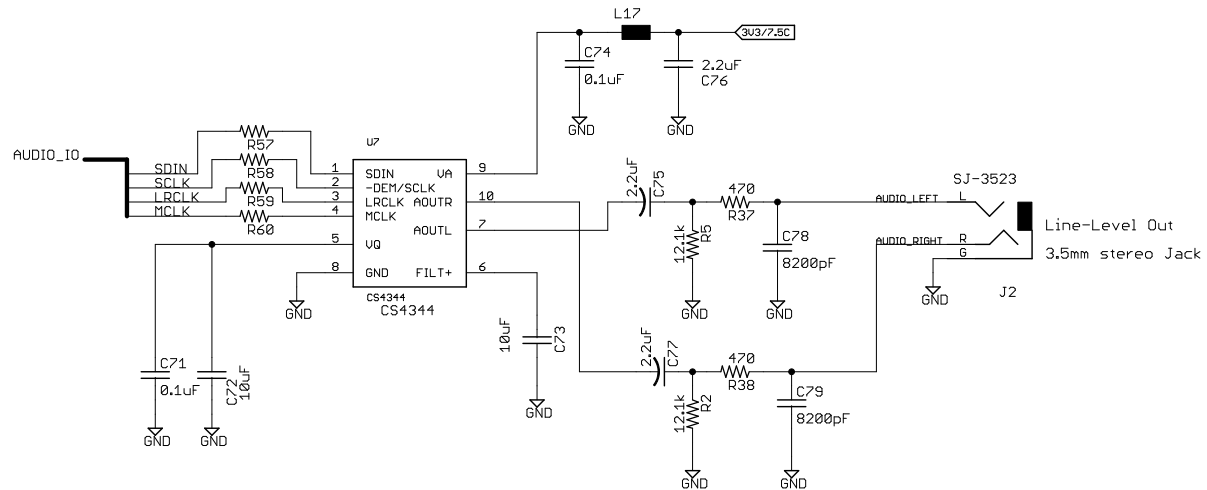 L17
3V3/7.5C
C74
0.1uF
2.2uF
C76
GND
GND
AUDIO_IO
SDIN
SCLK
LRCLK
MCLK
R57
R58
R59
R60
U7
1
2
3
4
5
8
SDIN
-DEM/SCLK
LRCLK
MCLK
VQ
GND
VA
AOUTR
AOUTL
FILT+
9
10
7
6
CS4344
CS4344
GND
C71
0.1uF
C72
10uF
GND
GND
10uF
C73
GND
2.2uF
C75
470
R37
12.1k
R5
C78
8200pF
GND
GND
2.2uF
C77
470
R38
12.1k
R2
C79
8200pF
GND
GND
AUDIO_LEFT
AUDIO_RIGHT
SJ-3523
L
R
G
GND
J2
Line-Level Out
3.5mm stereo Jack